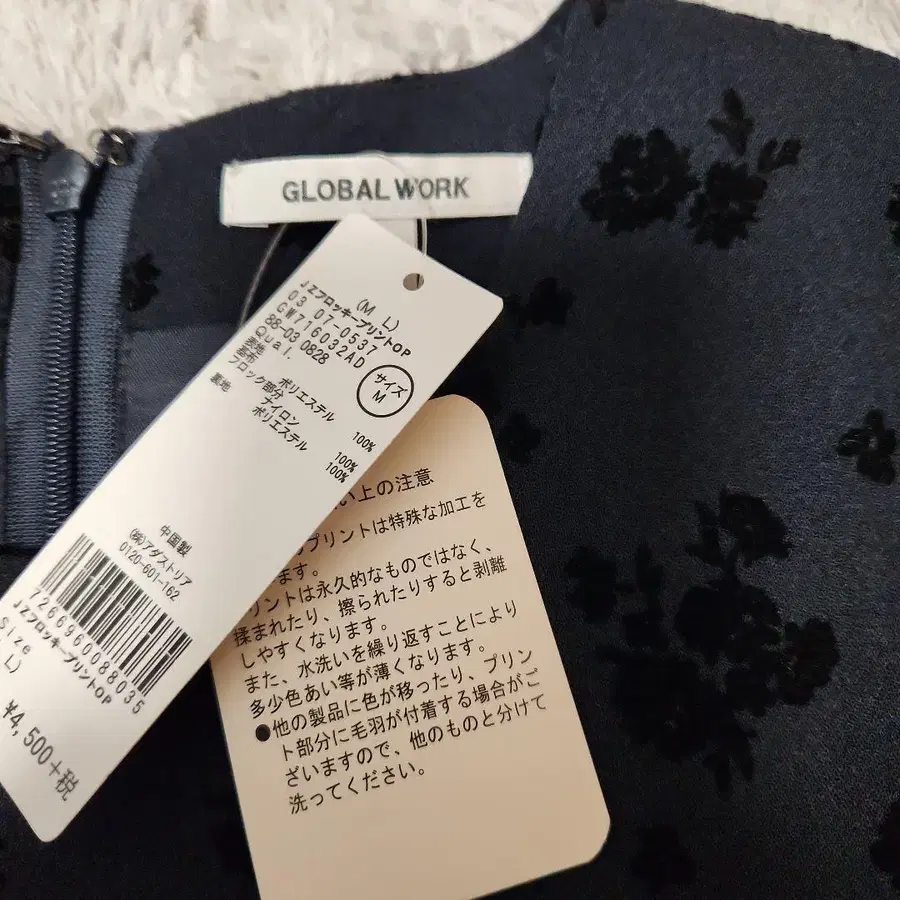 GLOBAL WORK
(M L)
JZフロッキープリントOP
03 07-0537
GW716032AD
88-03 0828
Qual.
表地
基布 ポリエステル 100%
フロック部分
ナイロン 100%
裏地 ポリエステル 100%
サイズ
M
中国製
(株)アダストリア
0120-601-162
7266960088035
JZフロッキープリントOP
size
L)
¥4,500+税
い上の注意
プリントは特殊な加工を
ます。
リントは永久的なものではなく、
揉まれたり、擦られたりすると剥離
しやすくなります。
また、水洗いを繰り返すことにより
多少色あい等が薄くなります。
●他の製品に色が移ったり、プリン
ト部分に毛羽が付着する場合がご
ざいますので、他のものと分けて
洗ってください。